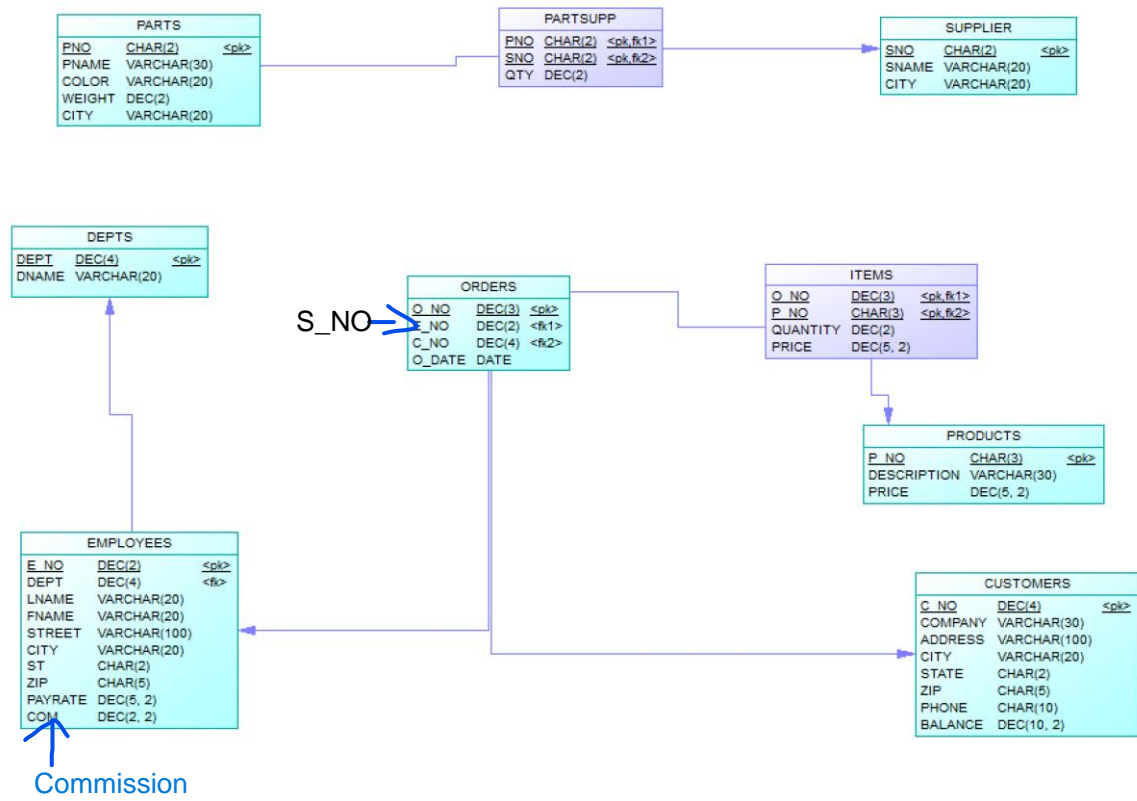 PARTS
PNO CHAR(2) <pk>
PNAME VARCHAR(30)
COLOR VARCHAR(20)
WEIGHT DEC(2)
CITY VARCHAR(20)
PARTSUPP
PNO CHAR(2) <pk,fk1>
SNO CHAR(2) <pk,fk2>
QTY DEC(2)
SUPPLIER
SNO CHAR(2) <pk>
SNAME VARCHAR(20)
CITY VARCHAR(20)
DEPTS
DEPT DEC(4) <pk>
DNAME VARCHAR(20)
S_NO
ORDERS
O_NO DEC(3) <pk>
E_NO DEC(2) <fk1>
C_NO DEC(4) <fk2>
O_DATE DATE
ITEMS
O_NO DEC(3) <pk,fk1>
P_NO CHAR(3) <pk,fk2>
QUANTITY DEC(2)
PRICE DEC(5, 2)
PRODUCTS
P_NO CHAR(3) <pk>
DESCRIPTION VARCHAR(30)
PRICE DEC(5, 2)
EMPLOYEES
E_NO DEC(2) <pk>
DEPT DEC(4) <fk>
LNAME VARCHAR(20)
FNAME VARCHAR(20)
STREET VARCHAR(100)
CITY VARCHAR(20)
ST CHAR(2)
ZIP CHAR(5)
PAYRATE DEC(5, 2)
COM DEC(2, 2)
Commission
CUSTOMERS
C_NO DEC(4) <pk>
COMPANY VARCHAR(30)
ADDRESS VARCHAR(100)
CITY VARCHAR(20)
STATE CHAR(2)
ZIP CHAR(5)
PHONE CHAR(10)
BALANCE DEC(10, 2)